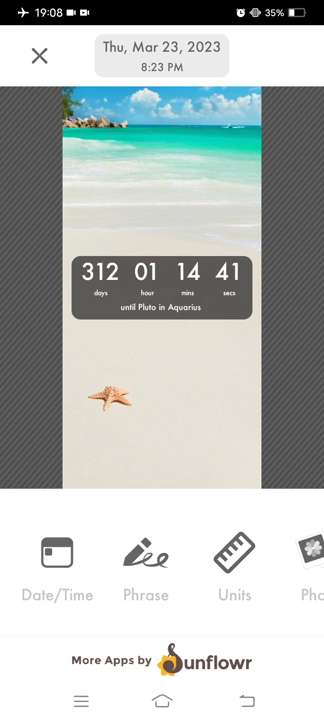 19:08
35%
Thu, Mar 23, 2023
8:23 PM
312 01 14 41
days hour mins secs
until Pluto in Aquarius
Date/Time Phrase Units Pho
More Apps by Sunflowr